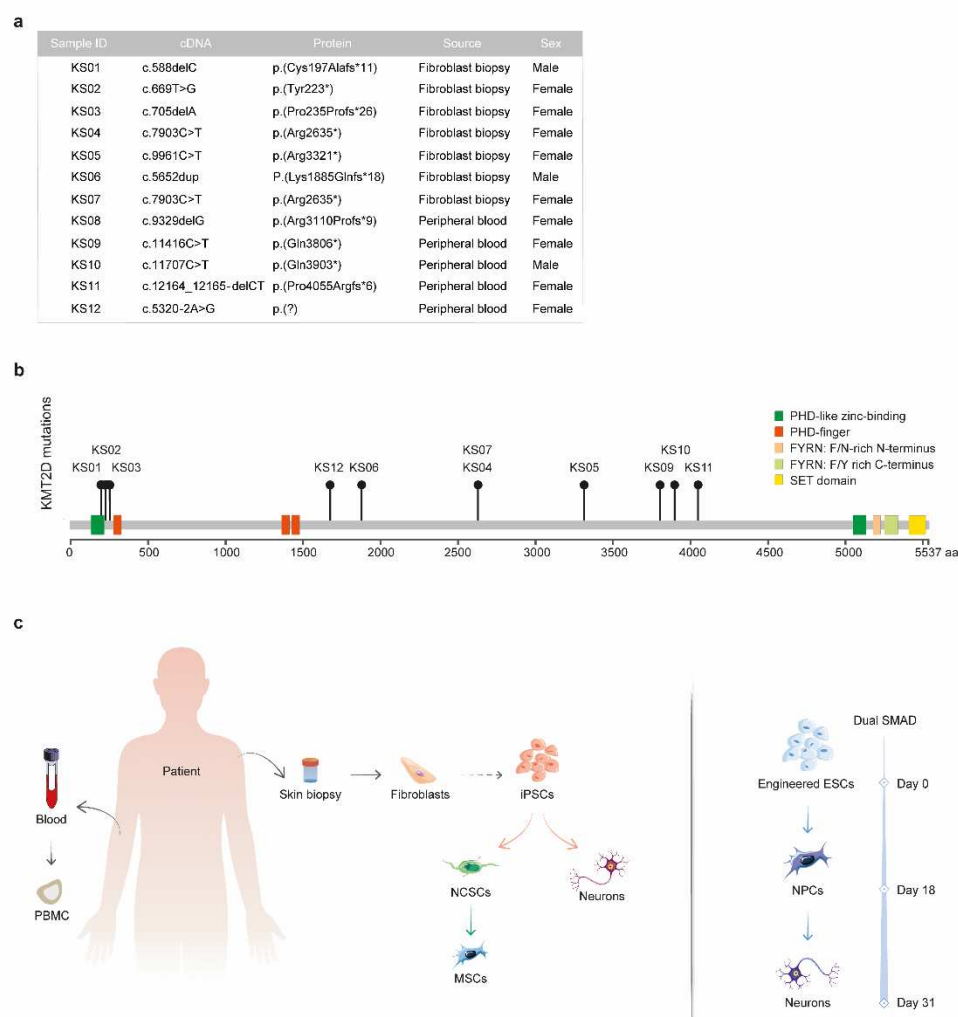 a
Sample ID cDNA Protein Source Sex
KS01 c.588delC p.(Cys197Alafs*11) Fibroblast biopsy Male
KS02 c.669T>G p.(Tyr223*) Fibroblast biopsy Female
KS03 c.705delA p.(Pro235Profs*26) Fibroblast biopsy Female
KS04 c.7903C>T p.(Arg2635*) Fibroblast biopsy Female
KS05 c.9961C>T p.(Arg3321*) Fibroblast biopsy Female
KS06 c.5652dup P.(Lys1885Glnfs*18) Fibroblast biopsy Male
KS07 c.7903C>T p.(Arg2635*) Fibroblast biopsy Female
KS08 c.9329delG p.(Arg3110Profs*9) Peripheral blood Female
KS09 c.11416C>T p.(Gln3806*) Peripheral blood Female
KS10 c.11707C>T p.(Gln3903*) Peripheral blood Male
KS11 c.12164_12165-delCT p.(Pro4055Argfs*6) Peripheral blood Female
KS12 c.5320-2A>G p.(?) Peripheral blood Female
b
KMT2D mutations
KS02 KS07 KS10
KS01 KS03 KS12 KS06 KS04 KS05 KS09 KS11
PHD-like zinc-binding
PHD-finger
FYRN: F/N-rich N-terminus
FYRN: F/Y rich C-terminus
SET domain
0 500 1000 1500 2000 2500 3000 3500 4000 4500 5000 5537 aa
c
Patient
Blood
PBMC
Skin biopsy
Fibroblasts
iPSCs
NCSCs
Neurons
MSCs
Dual SMAD
Engineered ESCs
Day 0
NPCs
Day 18
Neurons
Day 31